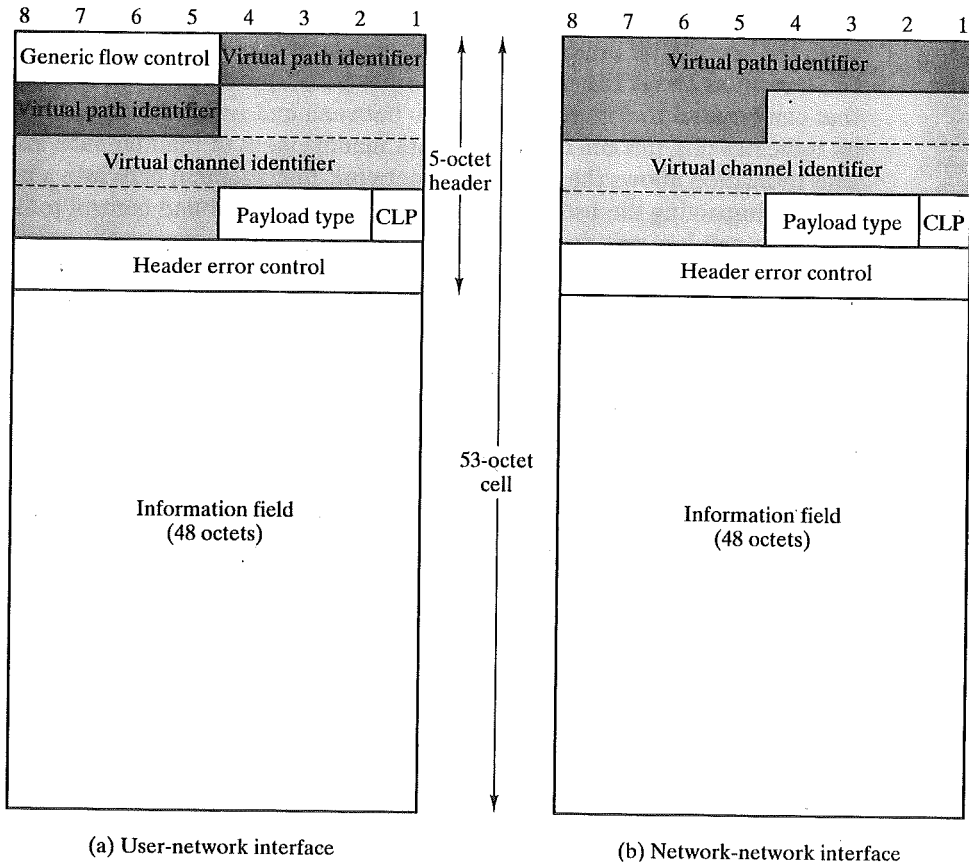 8 7 6 5 4 3 2 1
Generic flow control
Virtual path identifier
Virtual path identifier
Virtual channel identifier
Payload type
CLP
Header error control
Information field
(48 octets)
(a) User-network interface
5-octet
header
53-octet
cell
8 7 6 5 4 3 2 1
Virtual path identifier
Virtual channel identifier
Payload type
CLP
Header error control
Information field
(48 octets)
(b) Network-network interface